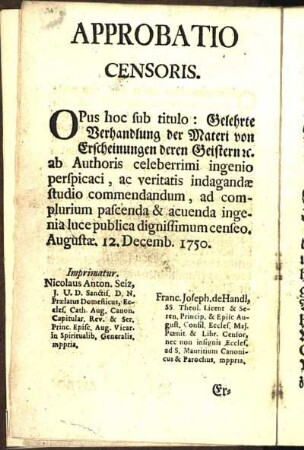 APPROBATIO
CENSORIS.
OPus hoc sub titulo: Gelehrte
Verhandlung der Materi von
Erscheinungen deren Geistern ꝛc.
ab Authoris celeberrimi ingenio
perspicaci, ac veritatis indagandæ
studio commendandum, ad com-
plurium pascenda & acuenda inge-
nia luce publica dignissimum censeo.
Augustæ. 12. Decemb. 1750.
Imprimatur.
Nicolaus Anton. Seiz,
J. U. D. Sanctiſ. D. N.
Prælatus Domeſticus, Ec-
cleſ. Cath. Aug. Canon.
Capitular. Rev. & Ser.
Princ. Epiſc. Aug. Vicar.
in Spiritualib. Generalis,
mppria.
Franc. Joſeph. de Handl,
SS Theol. Licent & Se-
ren. Princip. & Epiſc Au-
guſt. Conſil. Eccleſ. Maj.
Pœnit & Libr. Cenſor,
nec non inſignis Eccleſ.
ad S. Mauritium Canoni-
cus & Parochus, mppria.
Er-